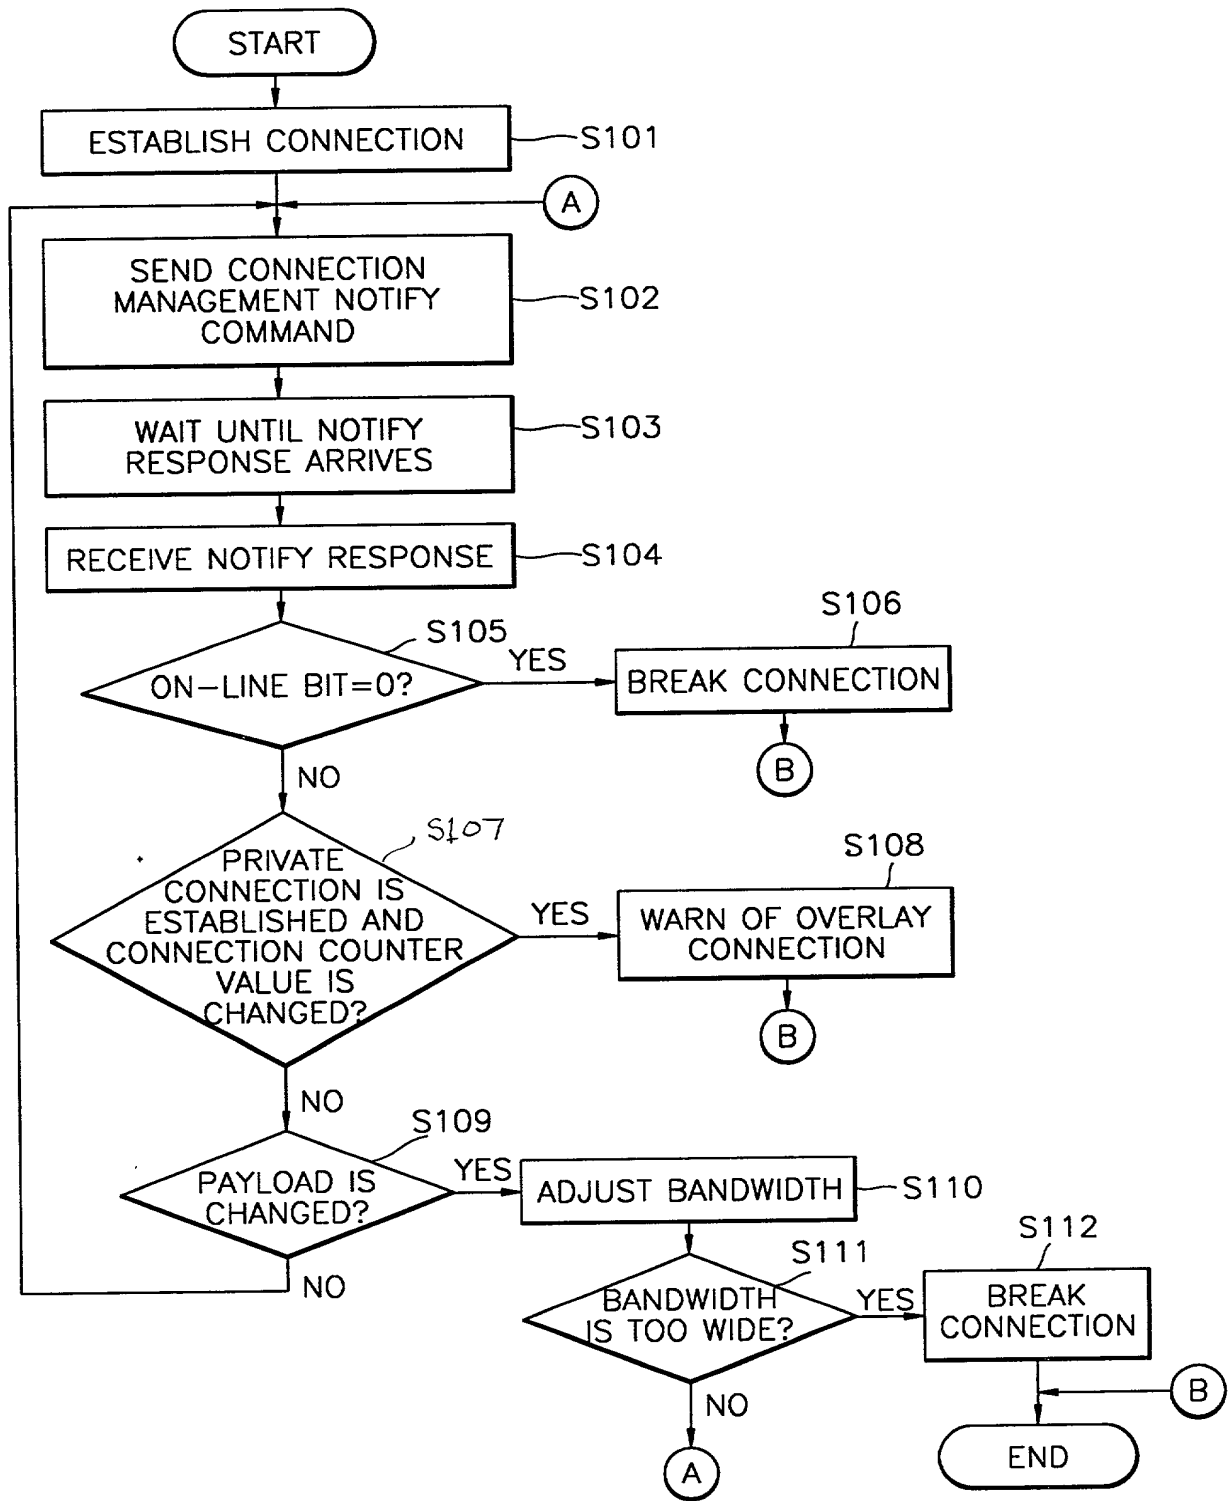 START
ESTABLISH CONNECTION
S101
A
SEND CONNECTION
MANAGEMENT NOTIFY
COMMAND
S102
WAIT UNTIL NOTIFY
RESPONSE ARRIVES
S103
RECEIVE NOTIFY RESPONSE
S104
S105
ON-LINE BIT=0?
YES
S106
BREAK CONNECTION
B
NO
S107
PRIVATE
CONNECTION IS
ESTABLISHED AND
CONNECTION COUNTER
VALUE IS
CHANGED?
YES
S108
WARN OF OVERLAY
CONNECTION
B
NO
S109
PAYLOAD IS
CHANGED?
YES
ADJUST BANDWIDTH
S110
NO
S111
BANDWIDTH
IS TOO WIDE?
YES
S112
BREAK
CONNECTION
B
NO
A
END